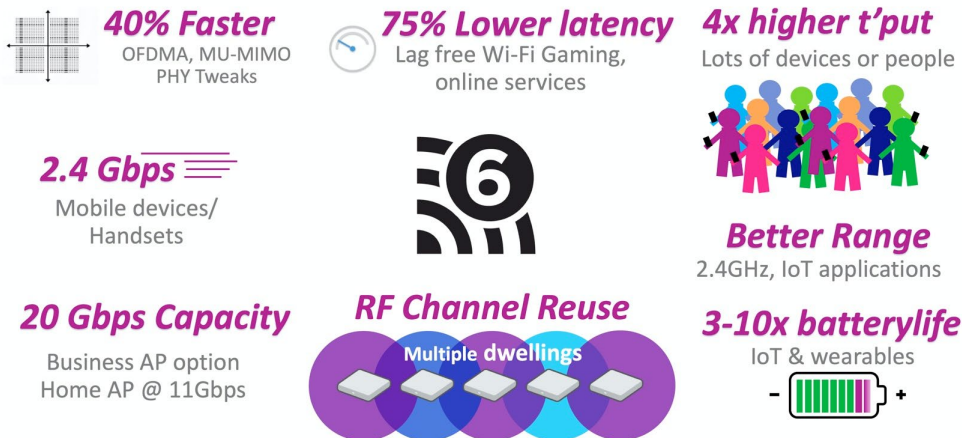 40% Faster
OFDMA, MU-MIMO
PHY Tweaks
75% Lower latency
Lag free Wi-Fi Gaming,
online services
4x higher t'put
Lots of devices or people
2.4 Gbps
Mobile devices/
Handsets
6
Better Range
2.4GHz, IoT applications
20 Gbps Capacity
Business AP option
Home AP @ 11Gbps
RF Channel Reuse
Multiple dwellings
3-10x batterylife
IoT & wearables
- +